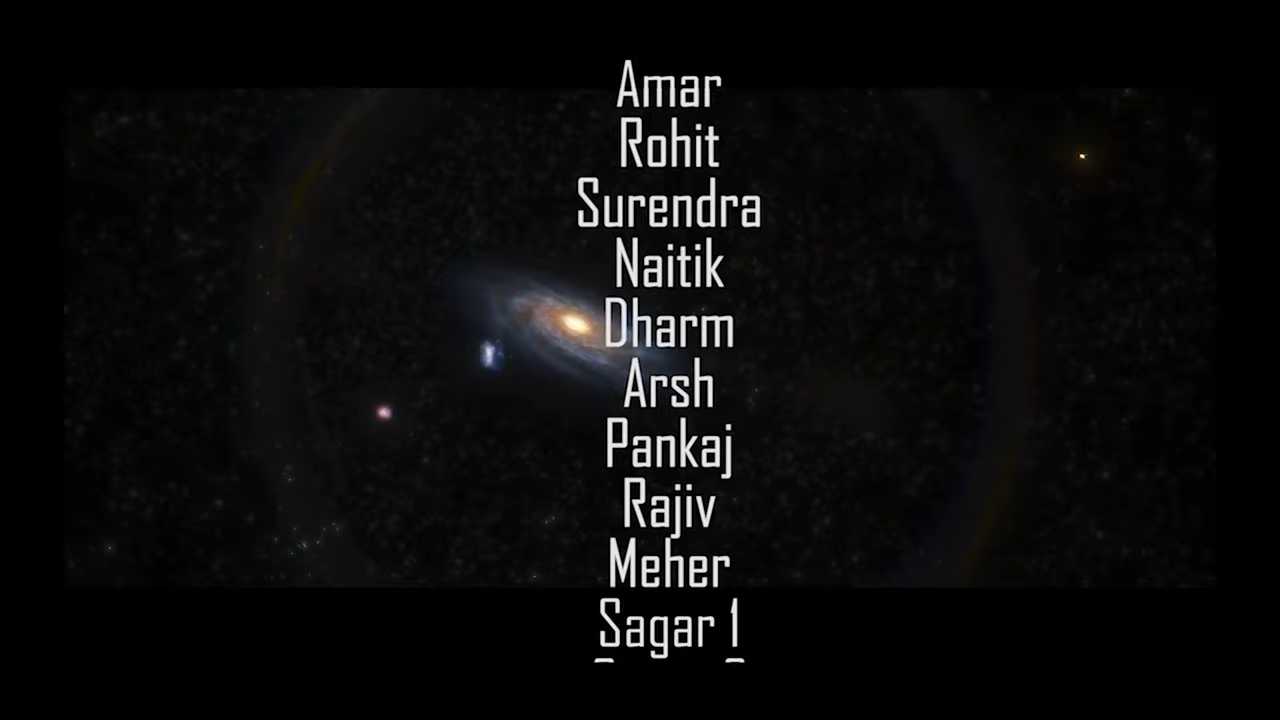 Amar
Rohit
Surendra
Naitik
Dharm
Arsh
Pankaj
Rajiv
Meher
Sagar 1